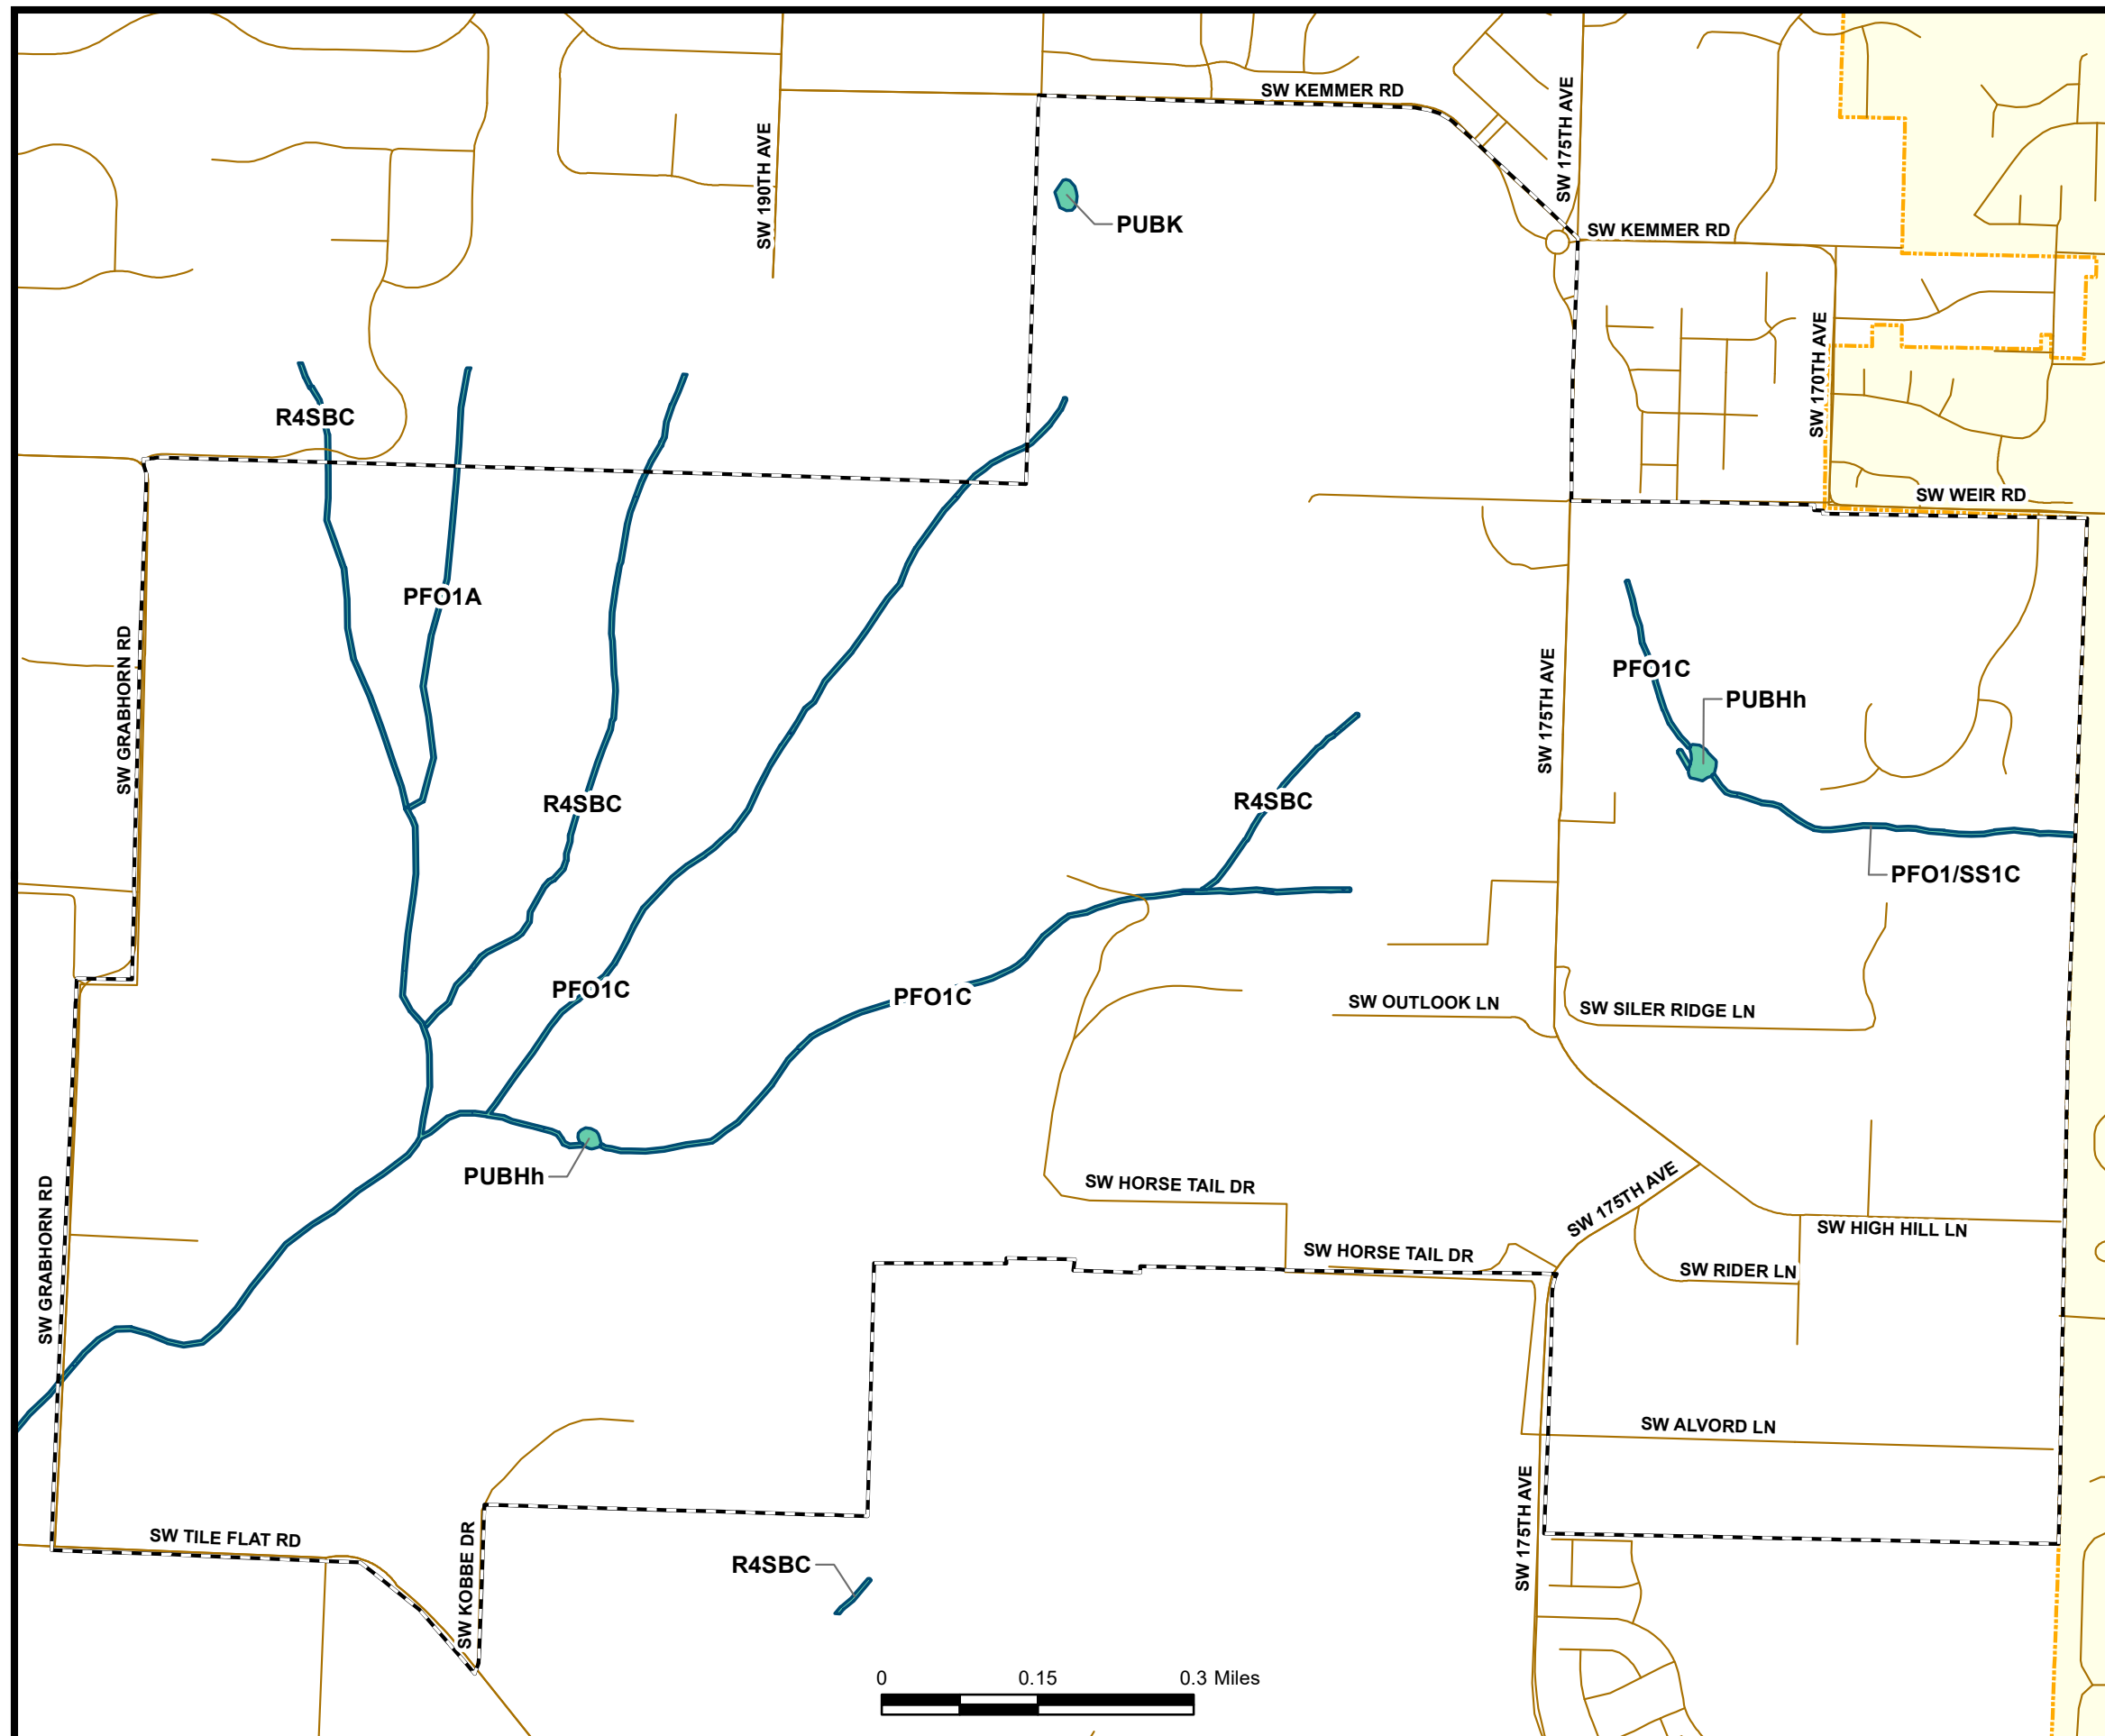 SW KEMMER RD
SW 175TH AVE
SW 190TH AVE
PUBK
SW KEMMER RD
SW 170TH AVE
R4SBC
SW WEIR RD
PFO1A
SW GRABHORN RD
PFO1C
SW 175TH AVE
PUBHh
R4SBC
R4SBC
PFO1/SS1C
PFO1C
PFO1C
SW OUTLOOK LN
SW SILER RIDGE LN
PUBHh
SW HORSE TAIL DR
SW 175TH AVE
SW HIGH HILL LN
SW GRABHORN RD
SW HORSE TAIL DR
SW RIDER LN
SW ALVORD LN
SW TILE FLAT RD
SW KOBBE DR
R4SBC
SW 175TH AVE
0 0.15 0.3 Miles